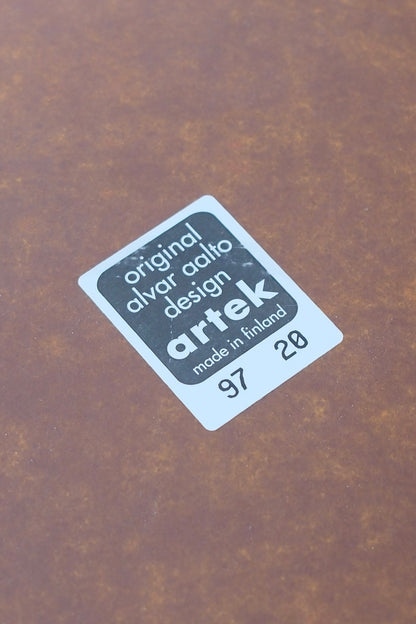 original
alvar aalto
design
artek
made in finland
97 20